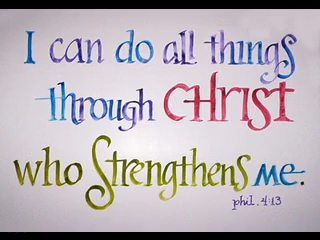 I can do all things
through CHRIST
who Strengthens me.
phil. 4:13